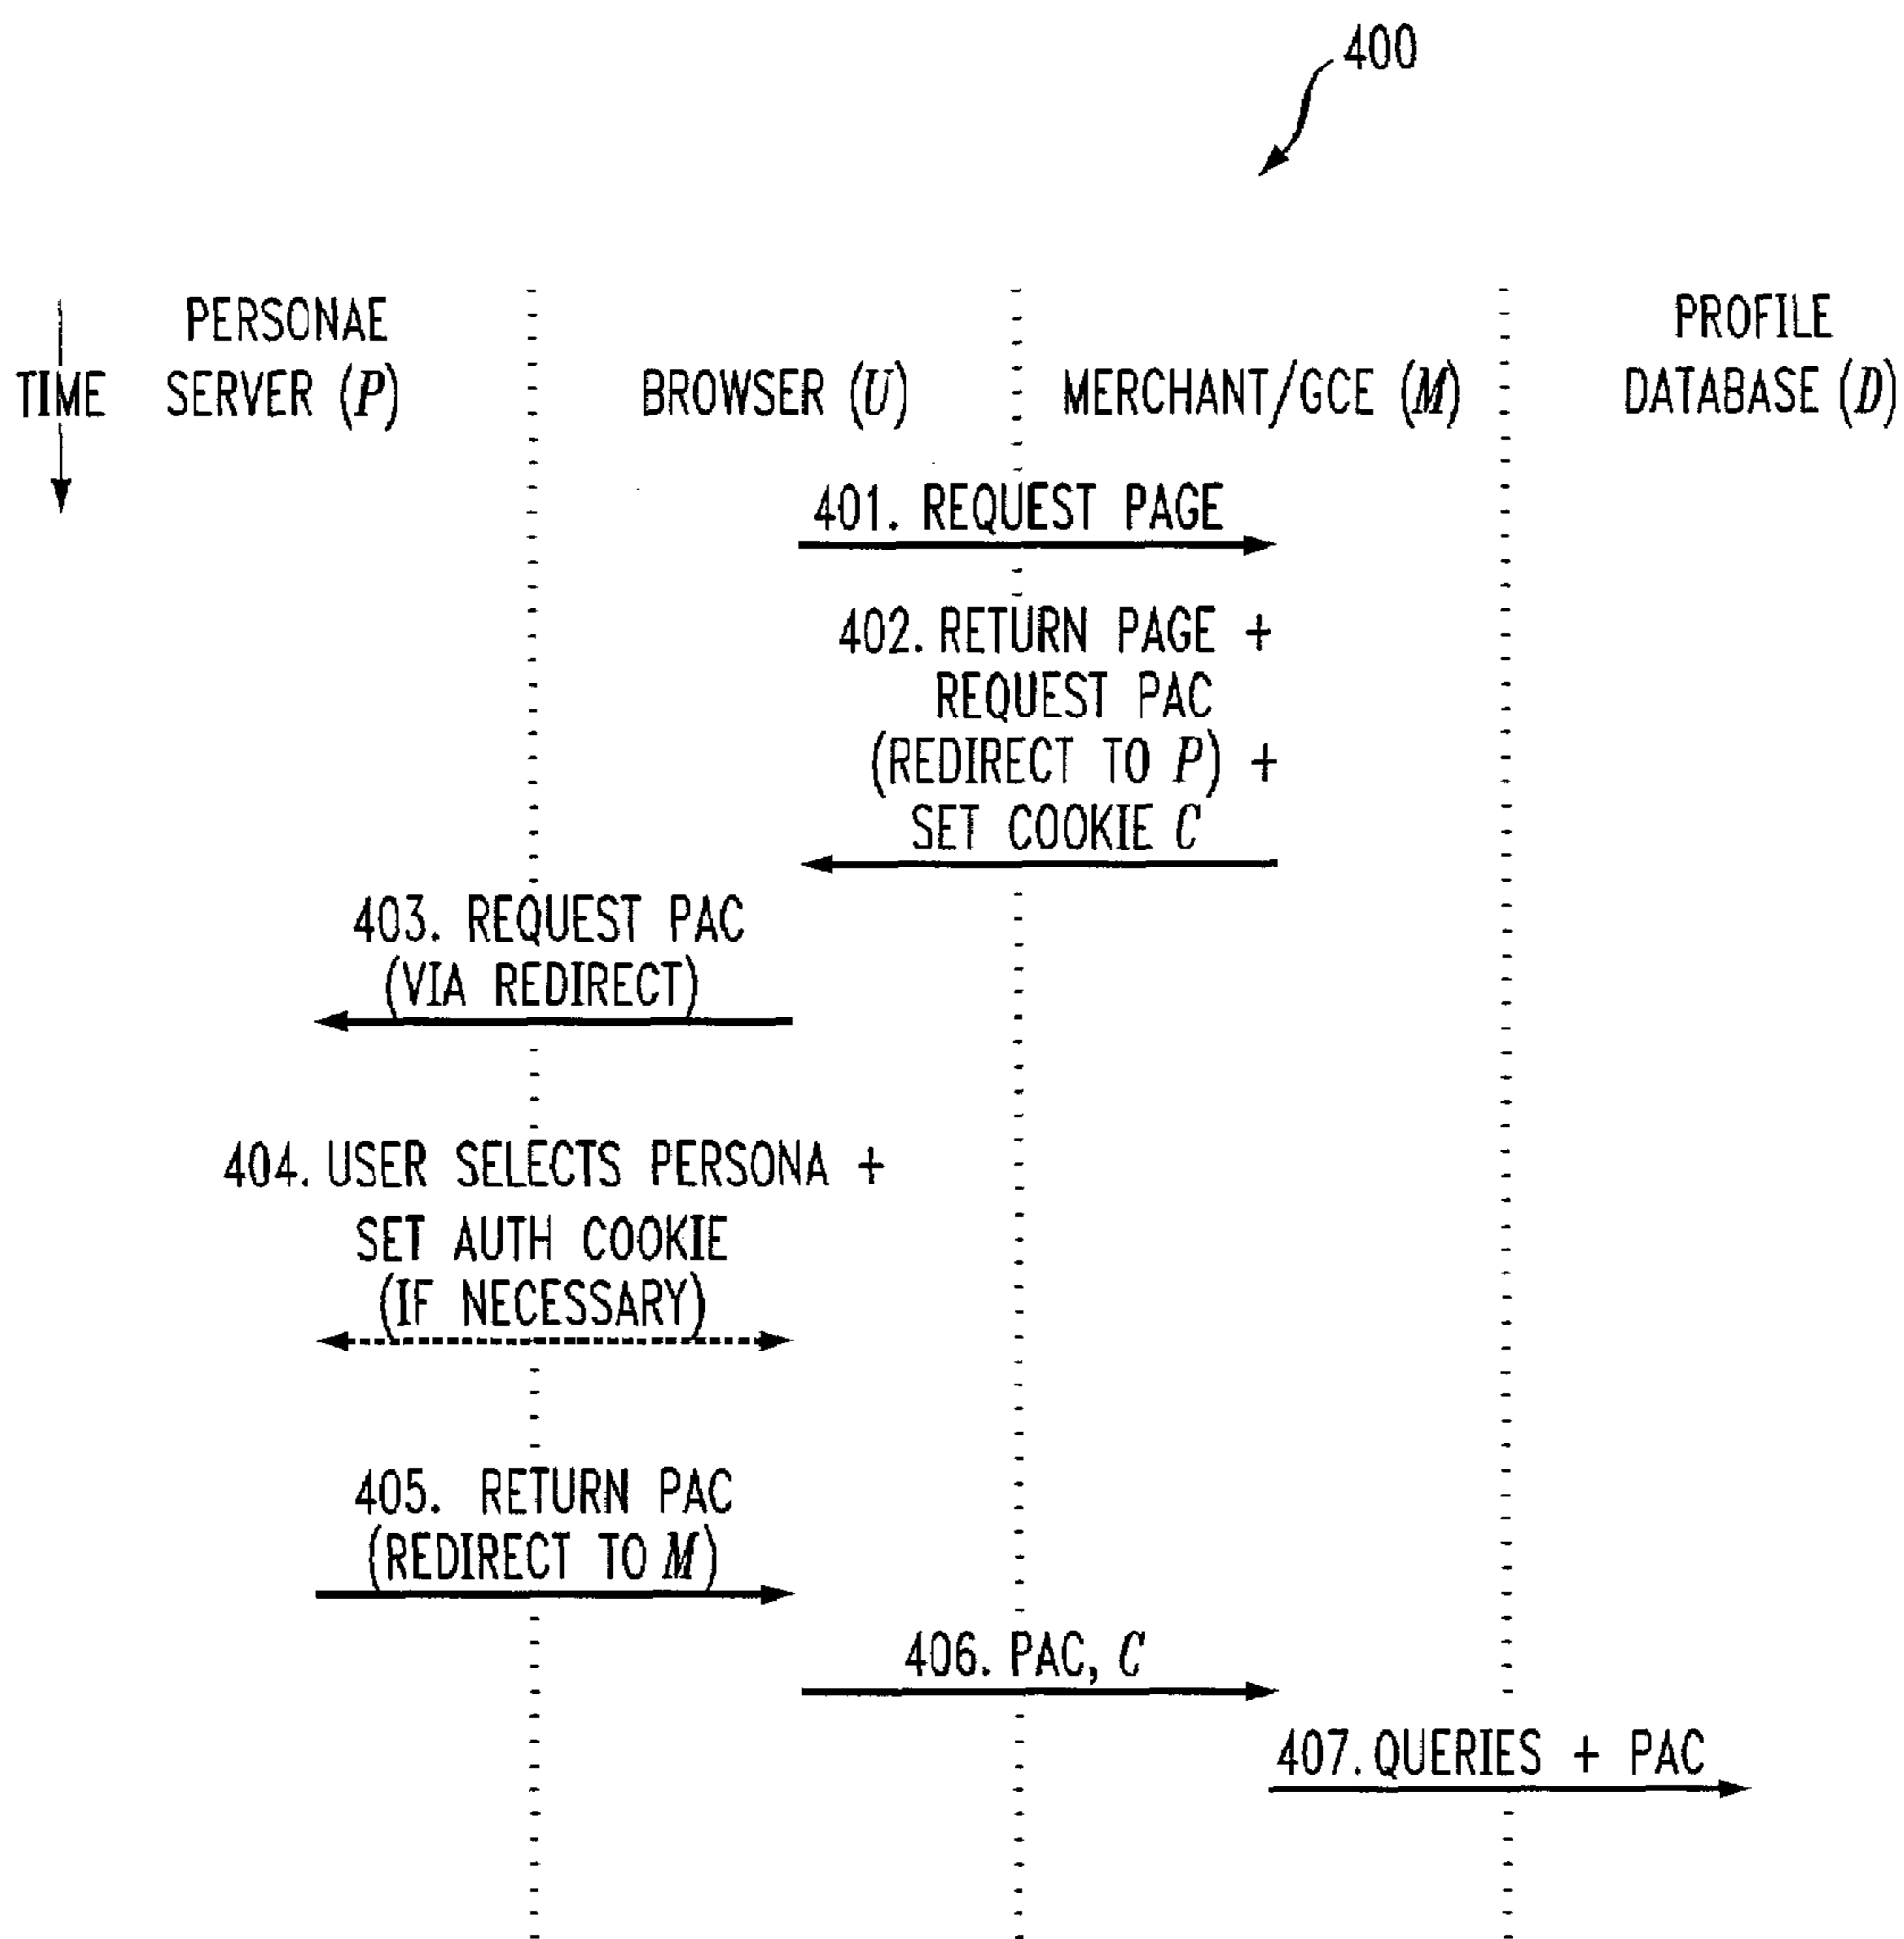 400
PERSONAE
SERVER (P)
TIME
BROWSER (U)
MERCHANT/GCE (M)
PROFILE
DATABASE (D)
401. REQUEST PAGE
402. RETURN PAGE +
REQUEST PAC
(REDIRECT TO P) +
SET COOKIE C
403. REQUEST PAC
(VIA REDIRECT)
404. USER SELECTS PERSONA +
SET AUTH COOKIE
(IF NECESSARY)
405. RETURN PAC
(REDIRECT TO M)
406. PAC, C
407. QUERIES + PAC